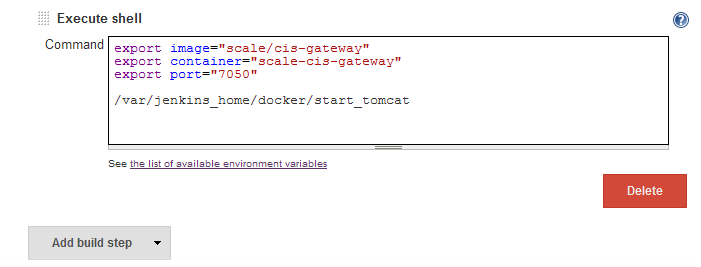 Execute shell
?
Command
export image="scale/cis-gateway"
export container="scale-cis-gateway"
export port="7050"
/var/jenkins_home/docker/start_tomcat
See the list of available environment variables
Delete
Add build step